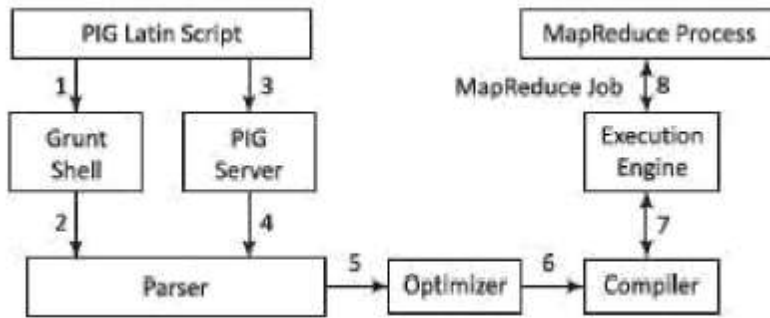 PIG Latin Script
MapReduce Process
1
3
MapReduce Job
8
Grunt
Shell
PIG
Server
Execution
Engine
2
4
7
Parser
5
Optimizer
6
Compiler